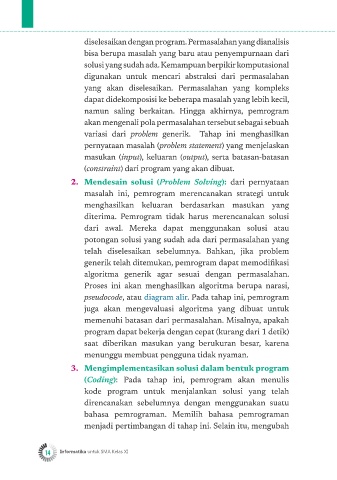 diselesaikan dengan program. Permasalahan yang dianalisis
bisa berupa masalah yang baru atau penyempurnaan dari
solusi yang sudah ada. Kemampuan berpikir komputasional
digunakan untuk mencari abstraksi dari permasalahan
yang akan diselesaikan. Permasalahan yang kompleks
dapat didekomposisi ke beberapa masalah yang lebih kecil,
namun saling berkaitan. Hingga akhirnya, pemrogram
akan mengenali pola permasalahan tersebut sebagai sebuah
variasi dari problem generik. Tahap ini menghasilkan
pernyataan masalah (problem statement) yang menjelaskan
masukan (input), keluaran (output), serta batasan-batasan
(constraint) dari program yang akan dibuat.
2. Mendesain solusi (Problem Solving): dari pernyataan
masalah ini, pemrogram merencanakan strategi untuk
menghasilkan keluaran berdasarkan masukan yang
diterima. Pemrogram tidak harus merencanakan solusi
dari awal. Mereka dapat menggunakan solusi atau
potongan solusi yang sudah ada dari permasalahan yang
telah diselesaikan sebelumnya. Bahkan, jika problem
generik telah ditemukan, pemrogram dapat memodifikasi
algoritma generik agar sesuai dengan permasalahan.
Proses ini akan menghasilkan algoritma berupa narasi,
pseudocode, atau diagram alir. Pada tahap ini, pemrogram
juga akan mengevaluasi algoritma yang dibuat untuk
memenuhi batasan dari permasalahan. Misalnya, apakah
program dapat bekerja dengan cepat (kurang dari 1 detik)
saat diberikan masukan yang berukuran besar, karena
menunggu membuat pengguna tidak nyaman.
3. Mengimplementasikan solusi dalam bentuk program
(Coding): Pada tahap ini, pemrogram akan menulis
kode program untuk menjalankan solusi yang telah
direncanakan sebelumnya dengan menggunakan suatu
bahasa pemrograman. Memilih bahasa pemrograman
menjadi pertimbangan di tahap ini. Selain itu, mengubah
14 Informatika untuk SMA Kelas XI